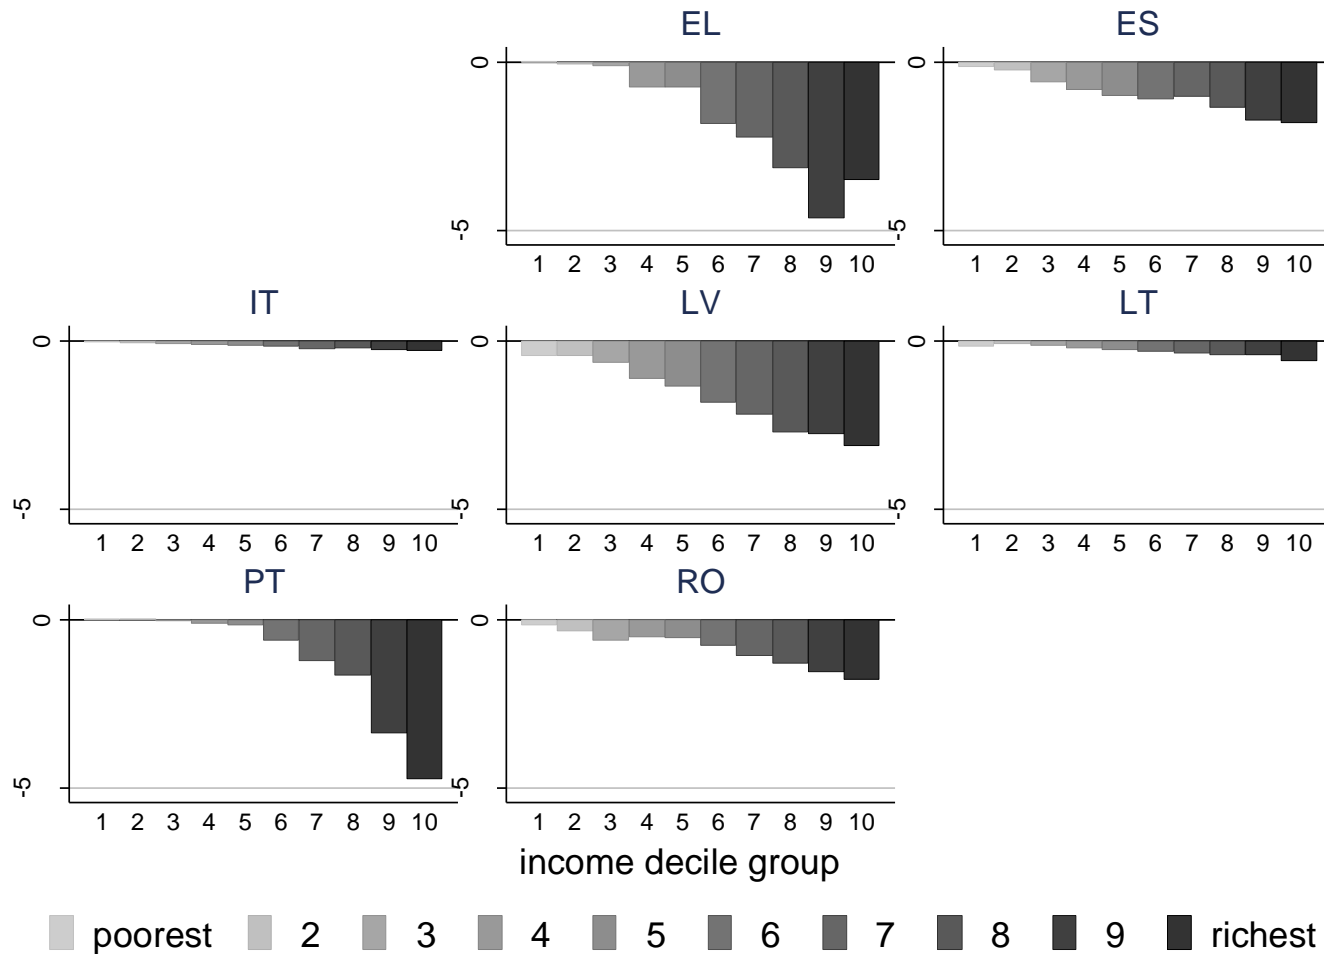 EL ES
0 0
-5 -5
1 2 3 4 5 6 7 8 9 10 1 2 3 4 5 6 7 8 9 10
IT LV LT
0 0 0
-5 -5 -5
1 2 3 4 5 6 7 8 9 10 1 2 3 4 5 6 7 8 9 10 1 2 3 4 5 6 7 8 9 10
PT RO
0 0
-5 -5
1 2 3 4 5 6 7 8 9 10 1 2 3 4 5 6 7 8 9 10
income decile group
poorest 2 3 4 5 6 7 8 9 richest